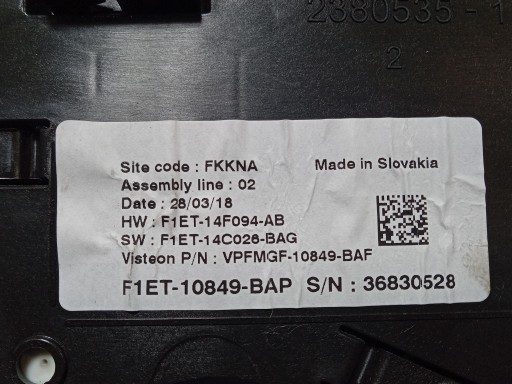 2380535-1
2
Site code : FKKNA Made in Slovakia
Assembly line : 02
Date : 28/03/18
HW : F1ET-14F094-AB
SW : F1ET-14C026-BAG
Visteon P/N : VPFMGF-10849-BAF
F1ET-10849-BAP S/N : 36830528